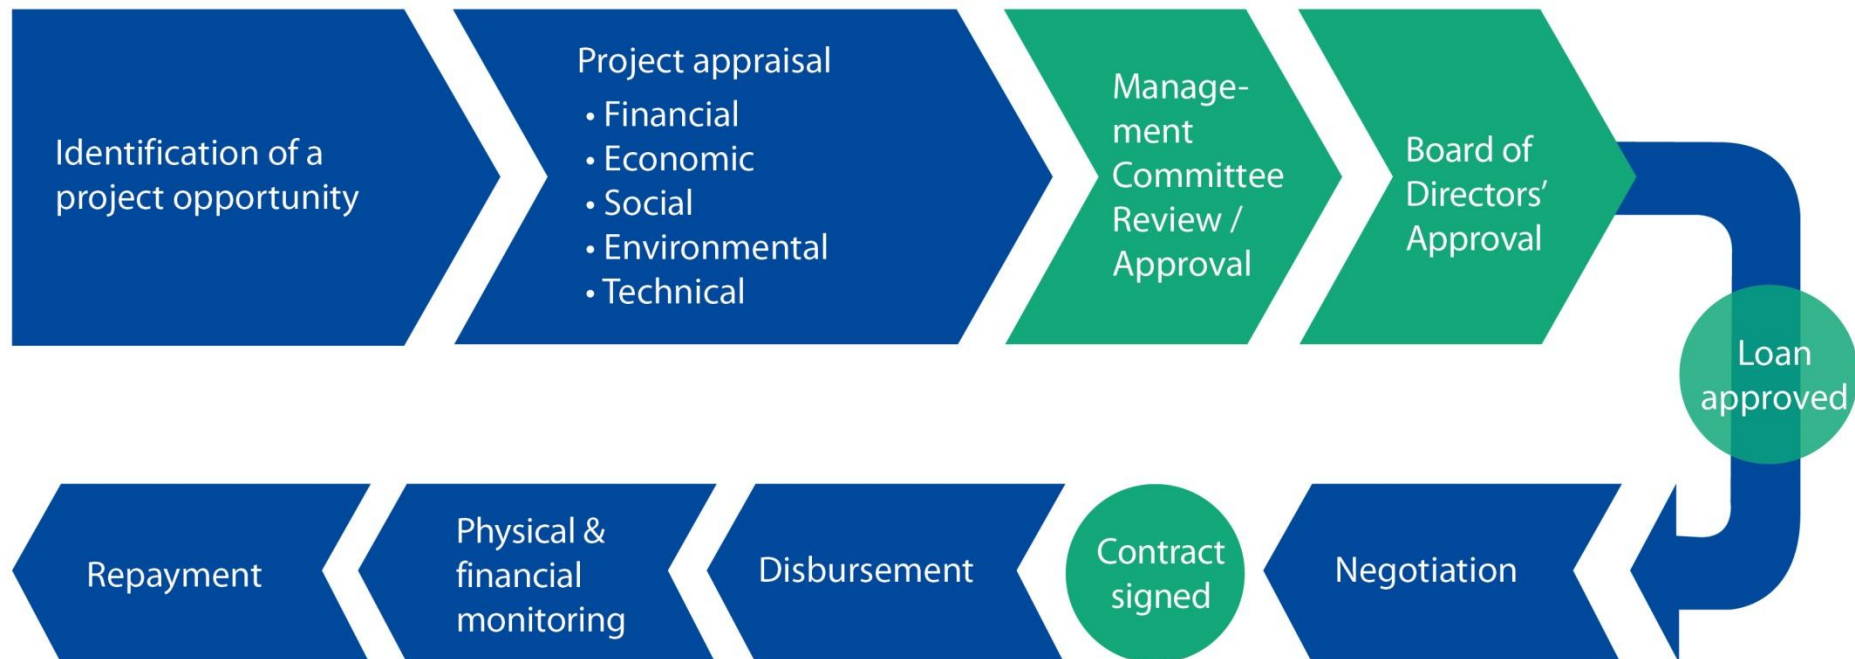 Identification of a
project opportunity
Project appraisal
• Financial
• Economic
• Social
• Environmental
• Technical
Manage-
ment
Committee
Review /
Approval
Board of
Directors’
Approval
Loan
approved
Negotiation
Contract
signed
Disbursement
Physical &
financial
monitoring
Repayment